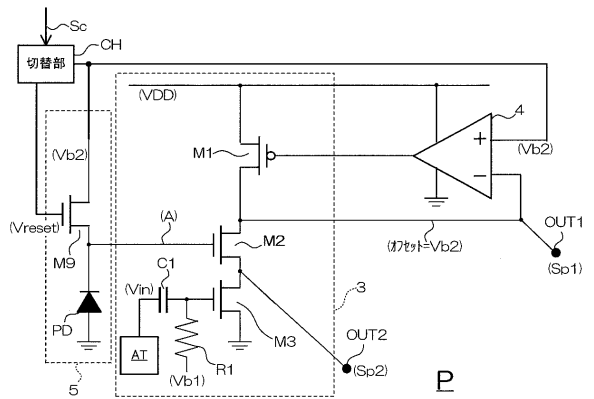 Sc
CH
切替部
(VDD)
4
(Vb2)
M1
+
(Vb2)
−
(Vreset)
(A)
M2
(オフセット=Vb2)
OUT1
(Sp1)
M9
C1
(Vin)
3
PD
M3
AT
R1
OUT2
5
(Vb1)
(Sp2)
P